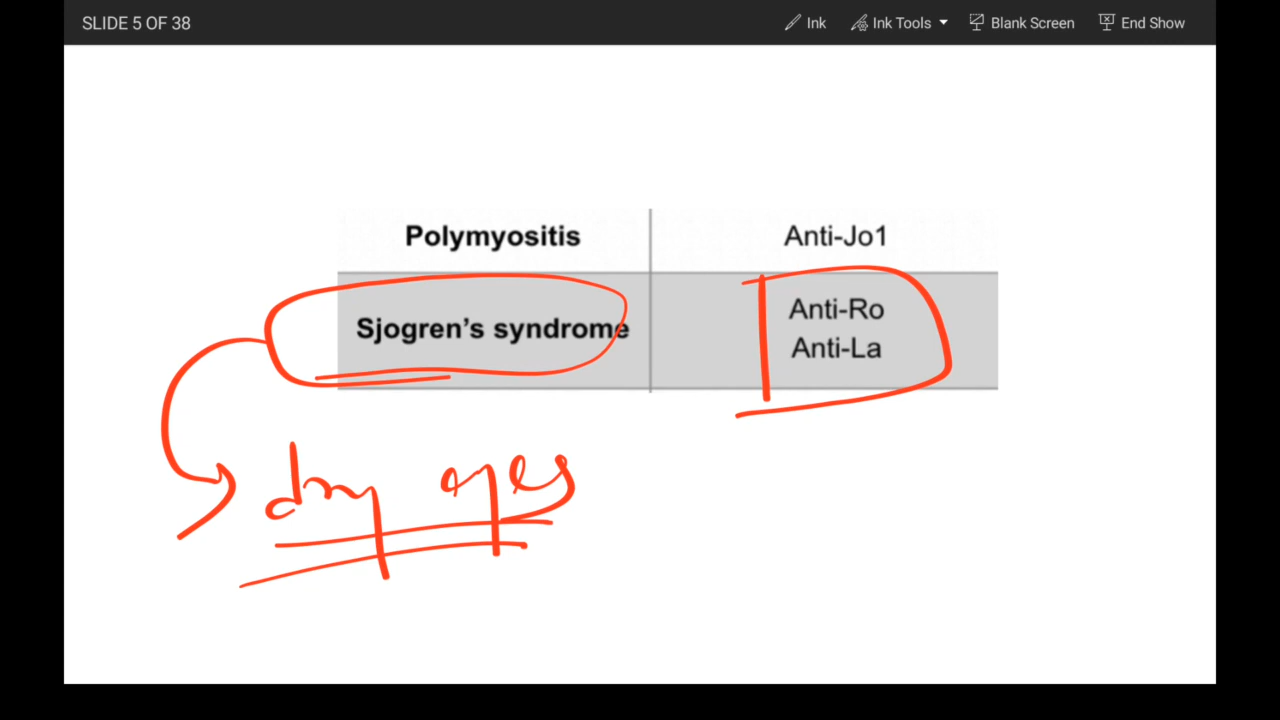 SLIDE 5 OF 38 Ink Ink Tools Blank Screen End Show
Polymyositis Anti-Jo1
Sjogren's syndrome Anti-Ro
Anti-La
dry eyes